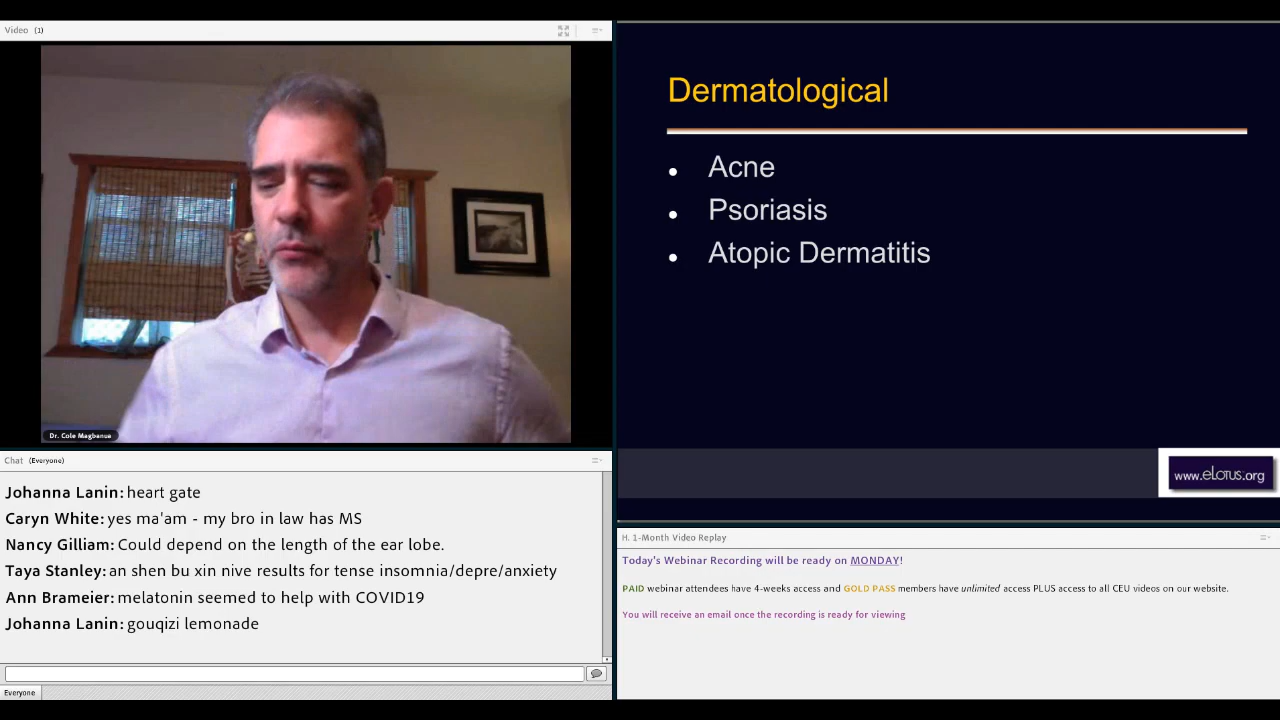 Video (1)
Dr. Cole Magbanua
Dermatological
• Acne
• Psoriasis
• Atopic Dermatitis
www.eLotus.org
Chat (Everyone)
Johanna Lanin: heart gate
Caryn White: yes ma'am - my bro in law has MS
Nancy Gilliam: Could depend on the length of the ear lobe.
Taya Stanley: an shen bu xin nive results for tense insomnia/depre/anxiety
Ann Brameier: melatonin seemed to help with COVID19
Johanna Lanin: gouqizi lemonade
Everyone
H. 1-Month Video Replay
Today's Webinar Recording will be ready on MONDAY!
PAID webinar attendees have 4-weeks access and GOLD PASS members have unlimited access PLUS access to all CEU videos on our website.
You will receive an email once the recording is ready for viewing